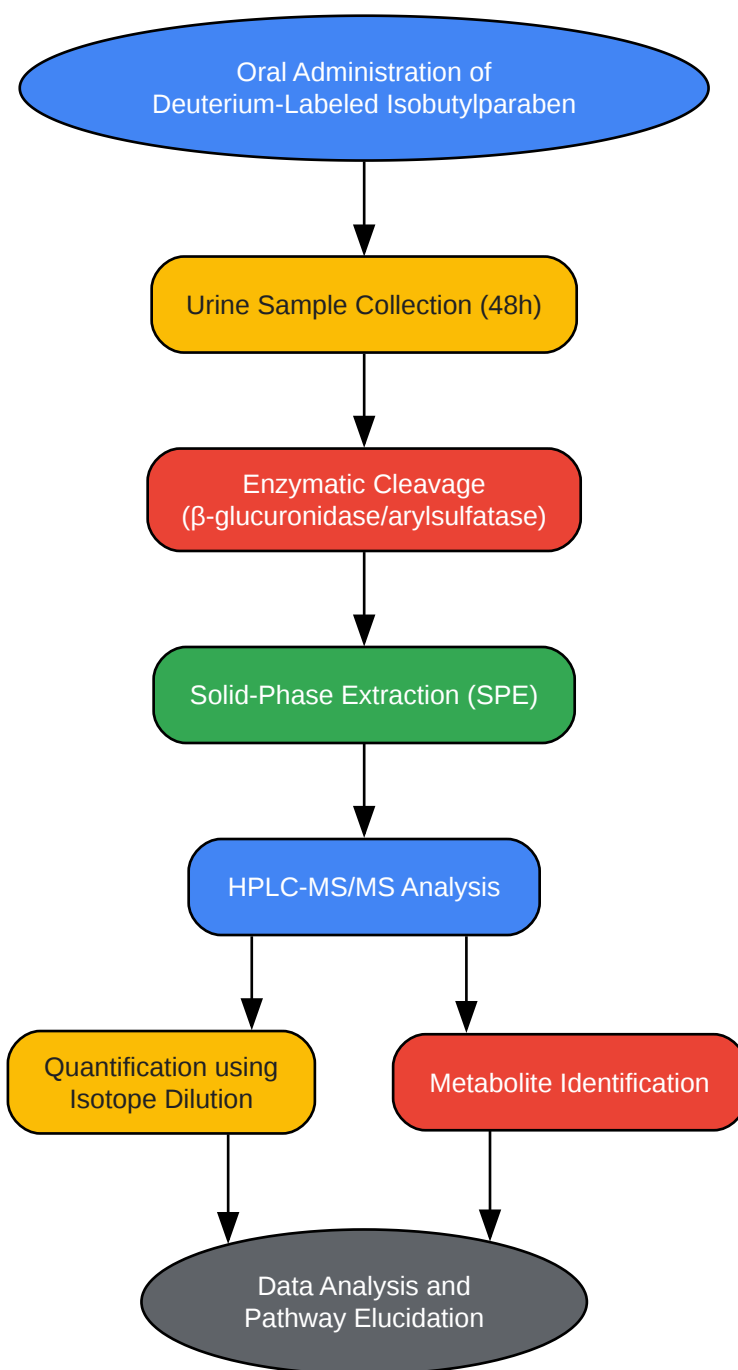 Oral Administration of
Deuterium-Labeled Isobutylparaben
Urine Sample Collection (48h)
Enzymatic Cleavage
(β-glucuronidase/arylsulfatase)
Solid-Phase Extraction (SPE)
HPLC-MS/MS Analysis
Quantification using
Isotope Dilution
Metabolite Identification
Data Analysis and
Pathway Elucidation